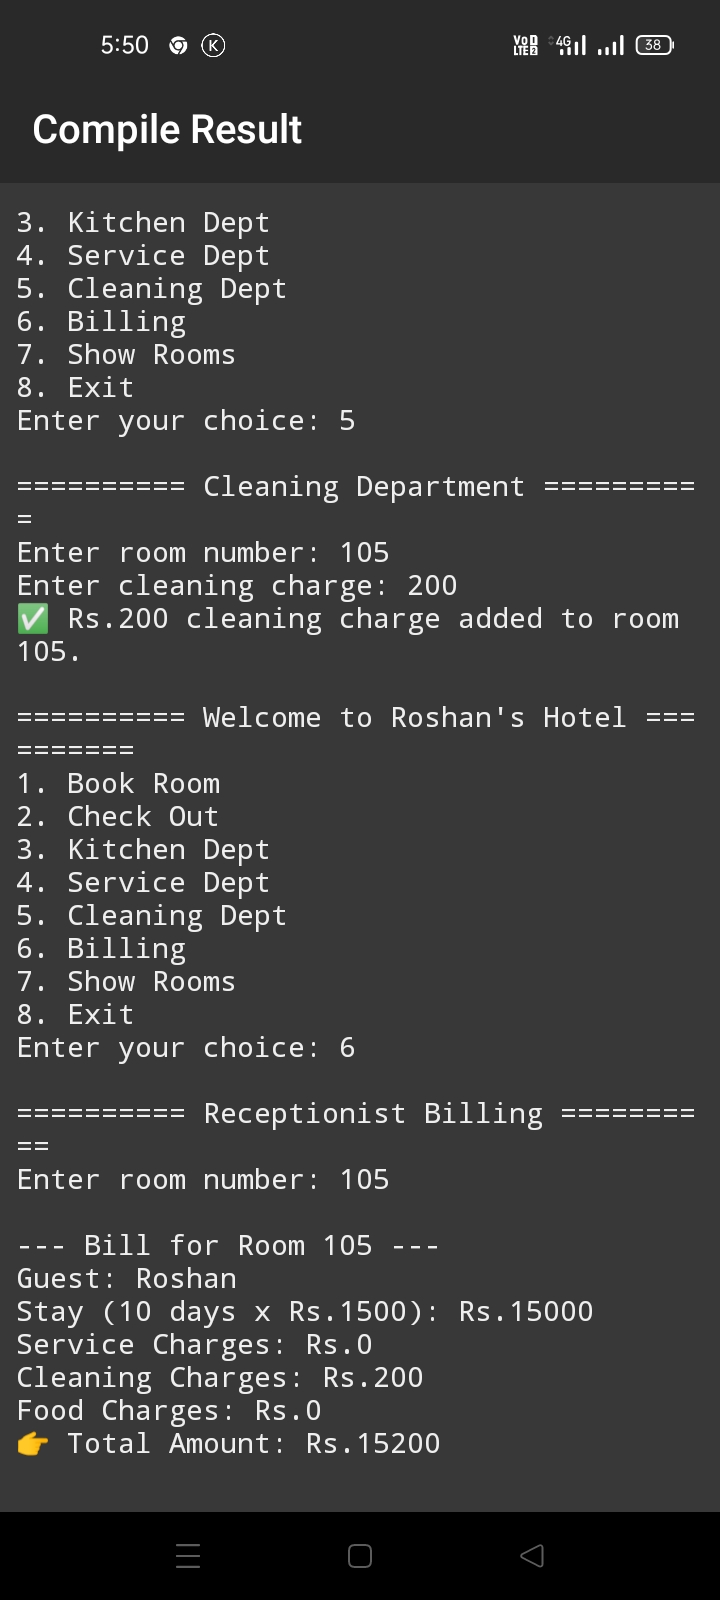 5:50 K VoD LTE2 4G 38
Compile Result
3. Kitchen Dept
4. Service Dept
5. Cleaning Dept
6. Billing
7. Show Rooms
8. Exit
Enter your choice: 5
========== Cleaning Department =========
=
Enter room number: 105
Enter cleaning charge: 200
✅ Rs.200 cleaning charge added to room
105.
========== Welcome to Roshan's Hotel ===
=======
1. Book Room
2. Check Out
3. Kitchen Dept
4. Service Dept
5. Cleaning Dept
6. Billing
7. Show Rooms
8. Exit
Enter your choice: 6
========== Receptionist Billing ========
==
Enter room number: 105
--- Bill for Room 105 ---
Guest: Roshan
Stay (10 days x Rs.1500): Rs.15000
Service Charges: Rs.0
Cleaning Charges: Rs.200
Food Charges: Rs.0
👉 Total Amount: Rs.15200